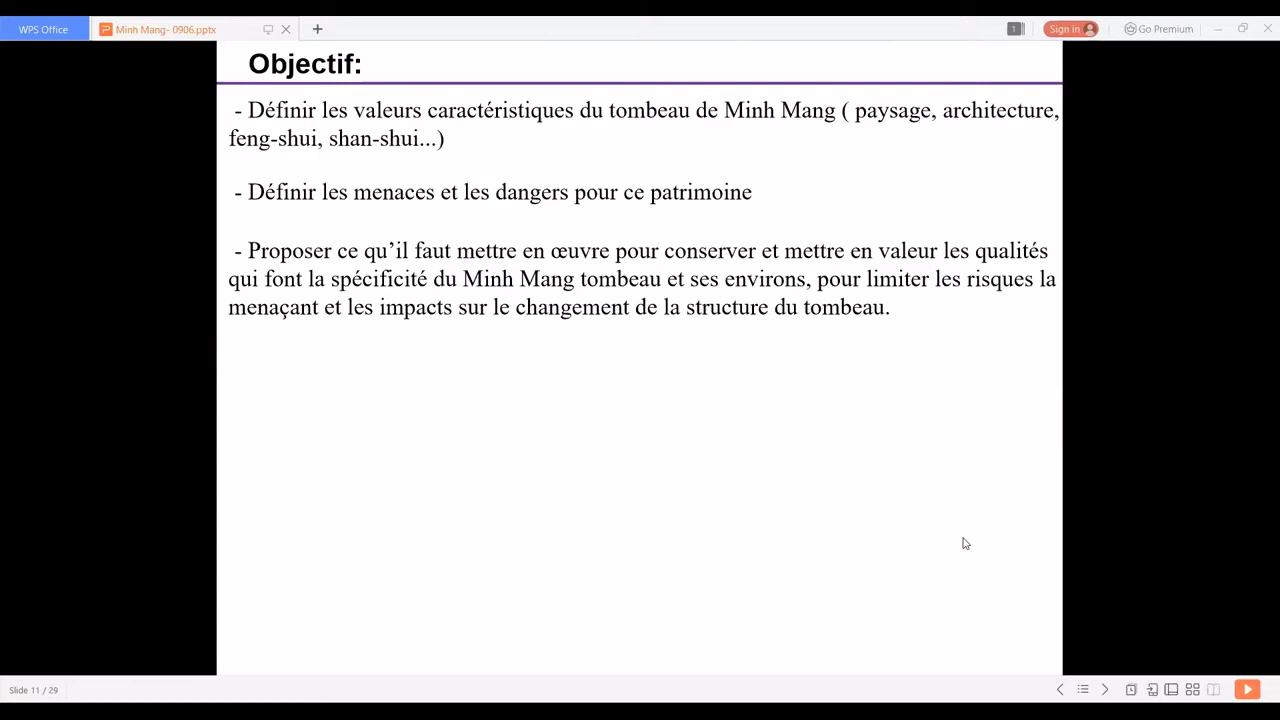 WPS Office
Minh Mang- 0906.pptx
1
Sign in
Go Premium
Objectif:
- Définir les valeurs caractéristiques du tombeau de Minh Mang ( paysage, architecture,
feng-shui, shan-shui...)
- Définir les menaces et les dangers pour ce patrimoine
- Proposer ce qu’il faut mettre en œuvre pour conserver et mettre en valeur les qualités
qui font la spécificité du Minh Mang tombeau et ses environs, pour limiter les risques la
menaçant et les impacts sur le changement de la structure du tombeau.
Slide 11 / 29